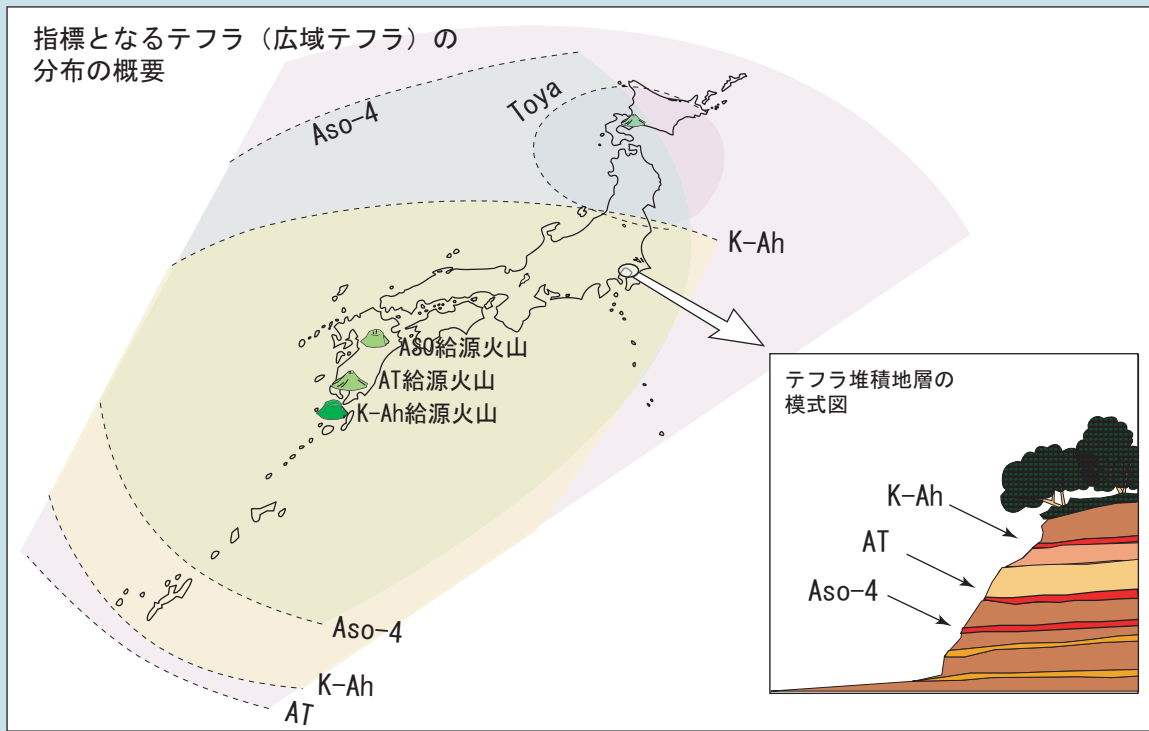 指標となるテフラ（広域テフラ）の
分布の概要
Aso-4
Toya
K-Ah
ASO給源火山
AT給源火山
K-Ah給源火山
Aso-4
K-Ah
AT
テフラ堆積地層の
模式図
K-Ah
AT
Aso-4